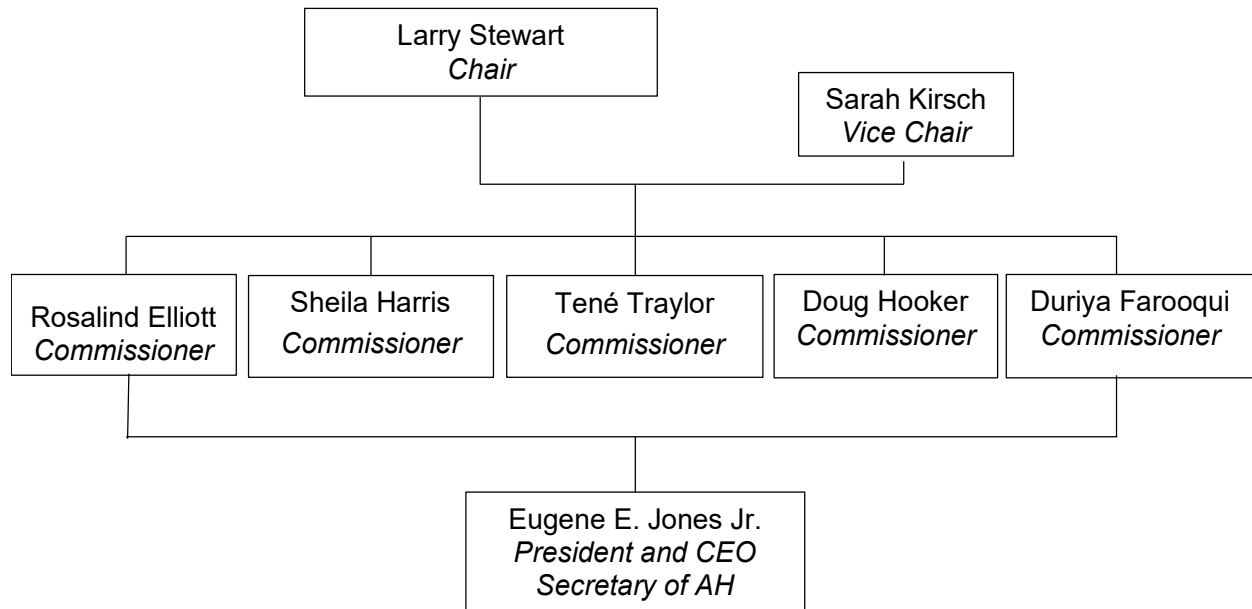 Larry Stewart
Chair
Sarah Kirsch
Vice Chair
Rosalind Elliott
Commissioner
Sheila Harris
Commissioner
Tené Traylor
Commissioner
Doug Hooker
Commissioner
Duriya Farooqui
Commissioner
Eugene E. Jones Jr.
President and CEO
Secretary of AH